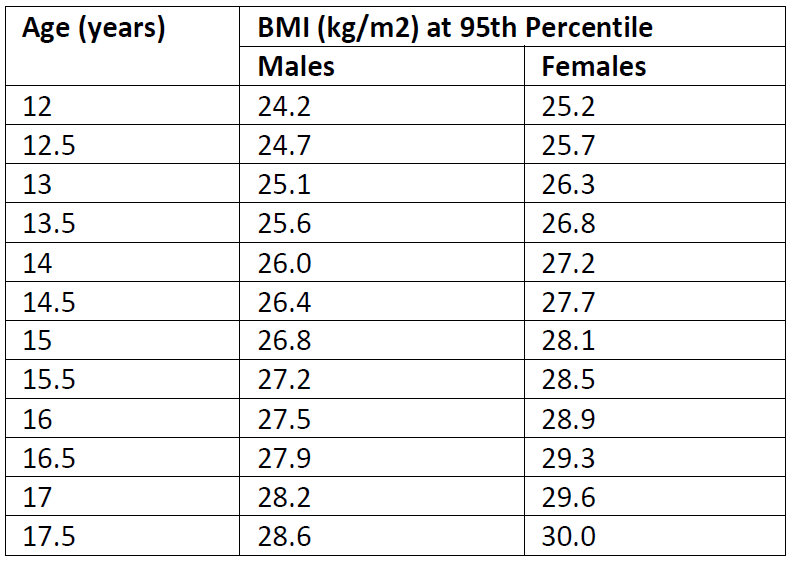 Age (years) BMI (kg/m2) at 95th Percentile
Males Females
12 24.2 25.2
12.5 24.7 25.7
13 25.1 26.3
13.5 25.6 26.8
14 26.0 27.2
14.5 26.4 27.7
15 26.8 28.1
15.5 27.2 28.5
16 27.5 28.9
16.5 27.9 29.3
17 28.2 29.6
17.5 28.6 30.0